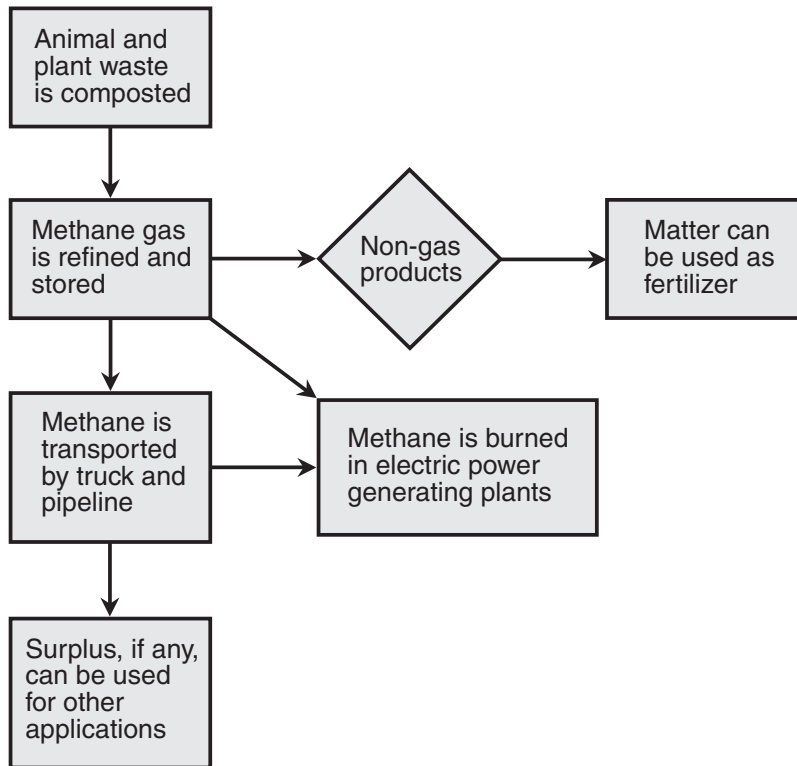 Animal and
plant waste
is composted
Methane gas
is refined and
stored
Non-gas
products
Matter can
be used as
fertilizer
Methane is
transported
by truck and
pipeline
Methane is burned
in electric power
generating plants
Surplus, if any,
can be used
for other
applications